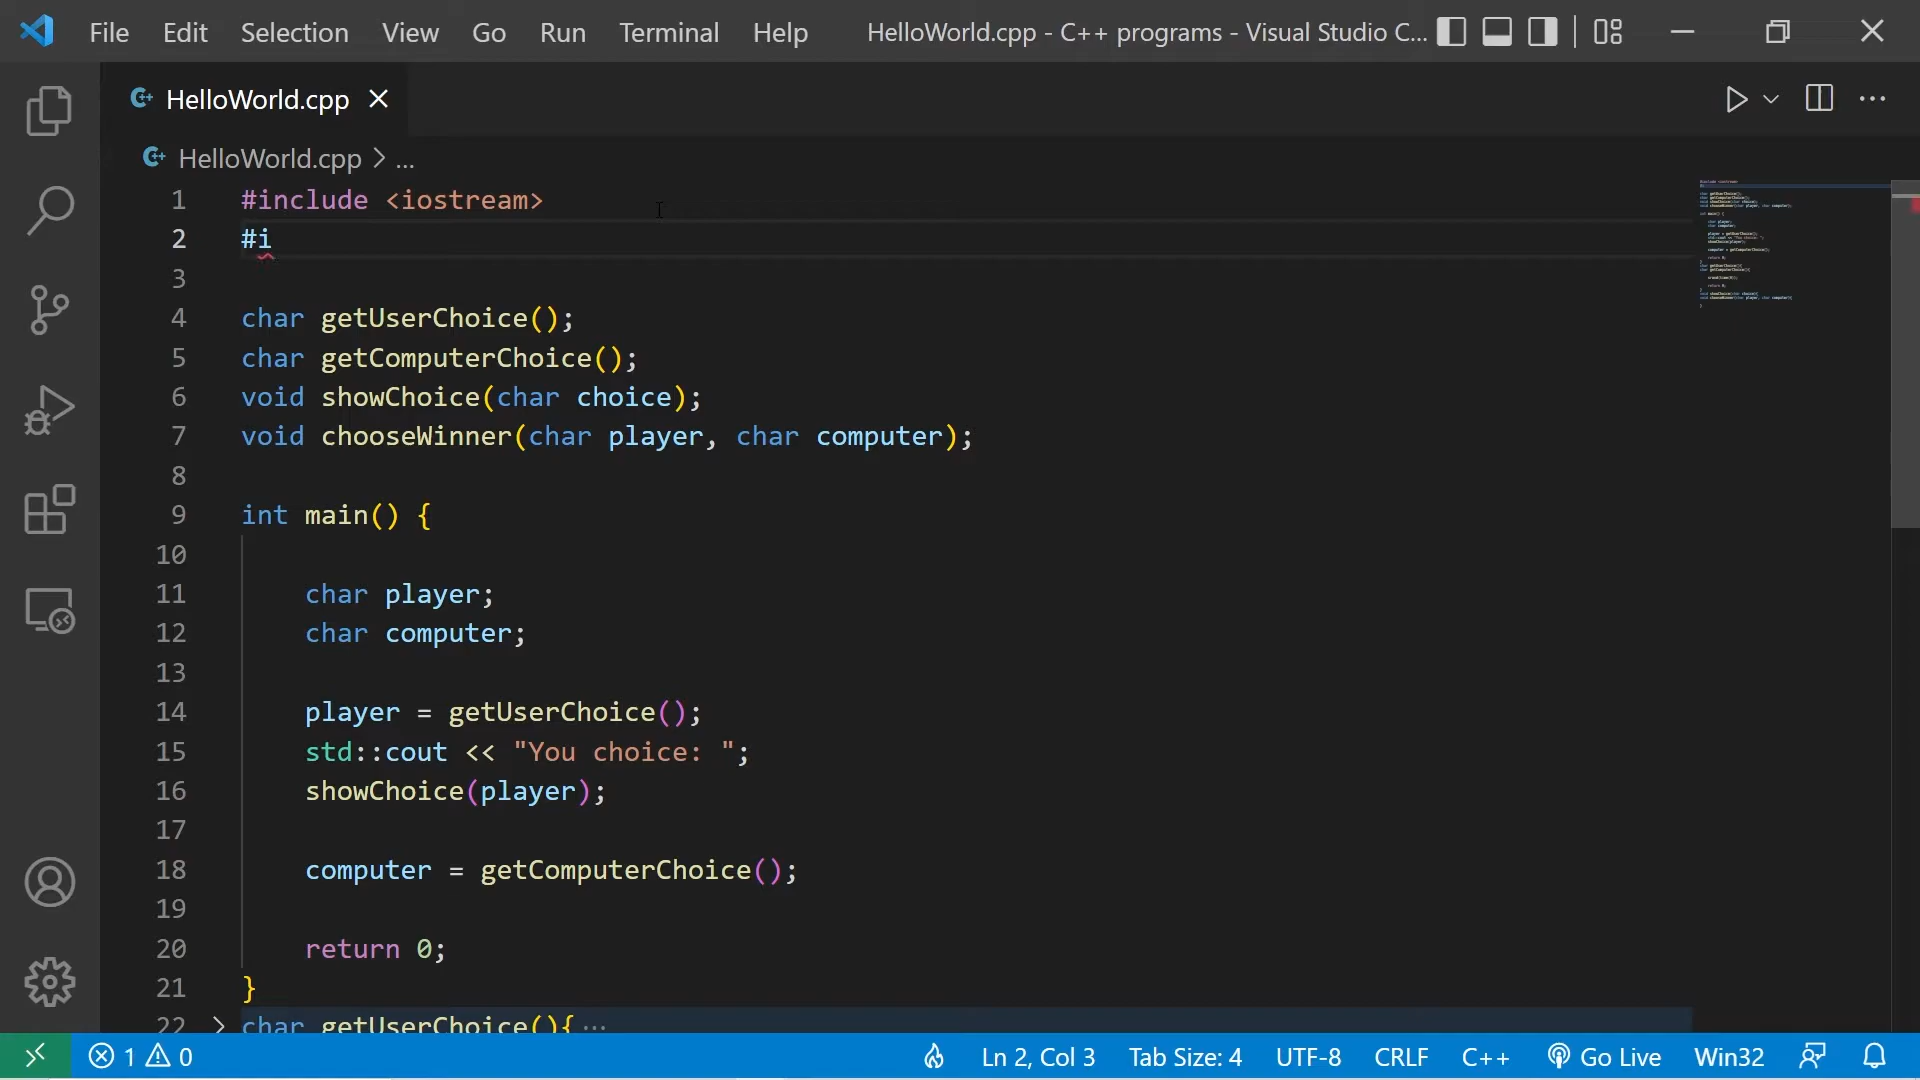 File Edit Selection View Go Run Terminal Help HelloWorld.cpp - C++ programs - Visual Studio C...
HelloWorld.cpp
HelloWorld.cpp > ...
1 #include <iostream>
2 #i
3
4 char getUserChoice();
5 char getComputerChoice();
6 void showChoice(char choice);
7 void chooseWinner(char player, char computer);
8
9 int main() {
10
11 char player;
12 char computer;
13
14 player = getUserChoice();
15 std::cout << "You choice: ";
16 showChoice(player);
17
18 computer = getComputerChoice();
19
20 return 0;
21 }
22 > char getUserChoice(){ ...
1 0 Ln 2, Col 3 Tab Size: 4 UTF-8 CRLF C++ Go Live Win32